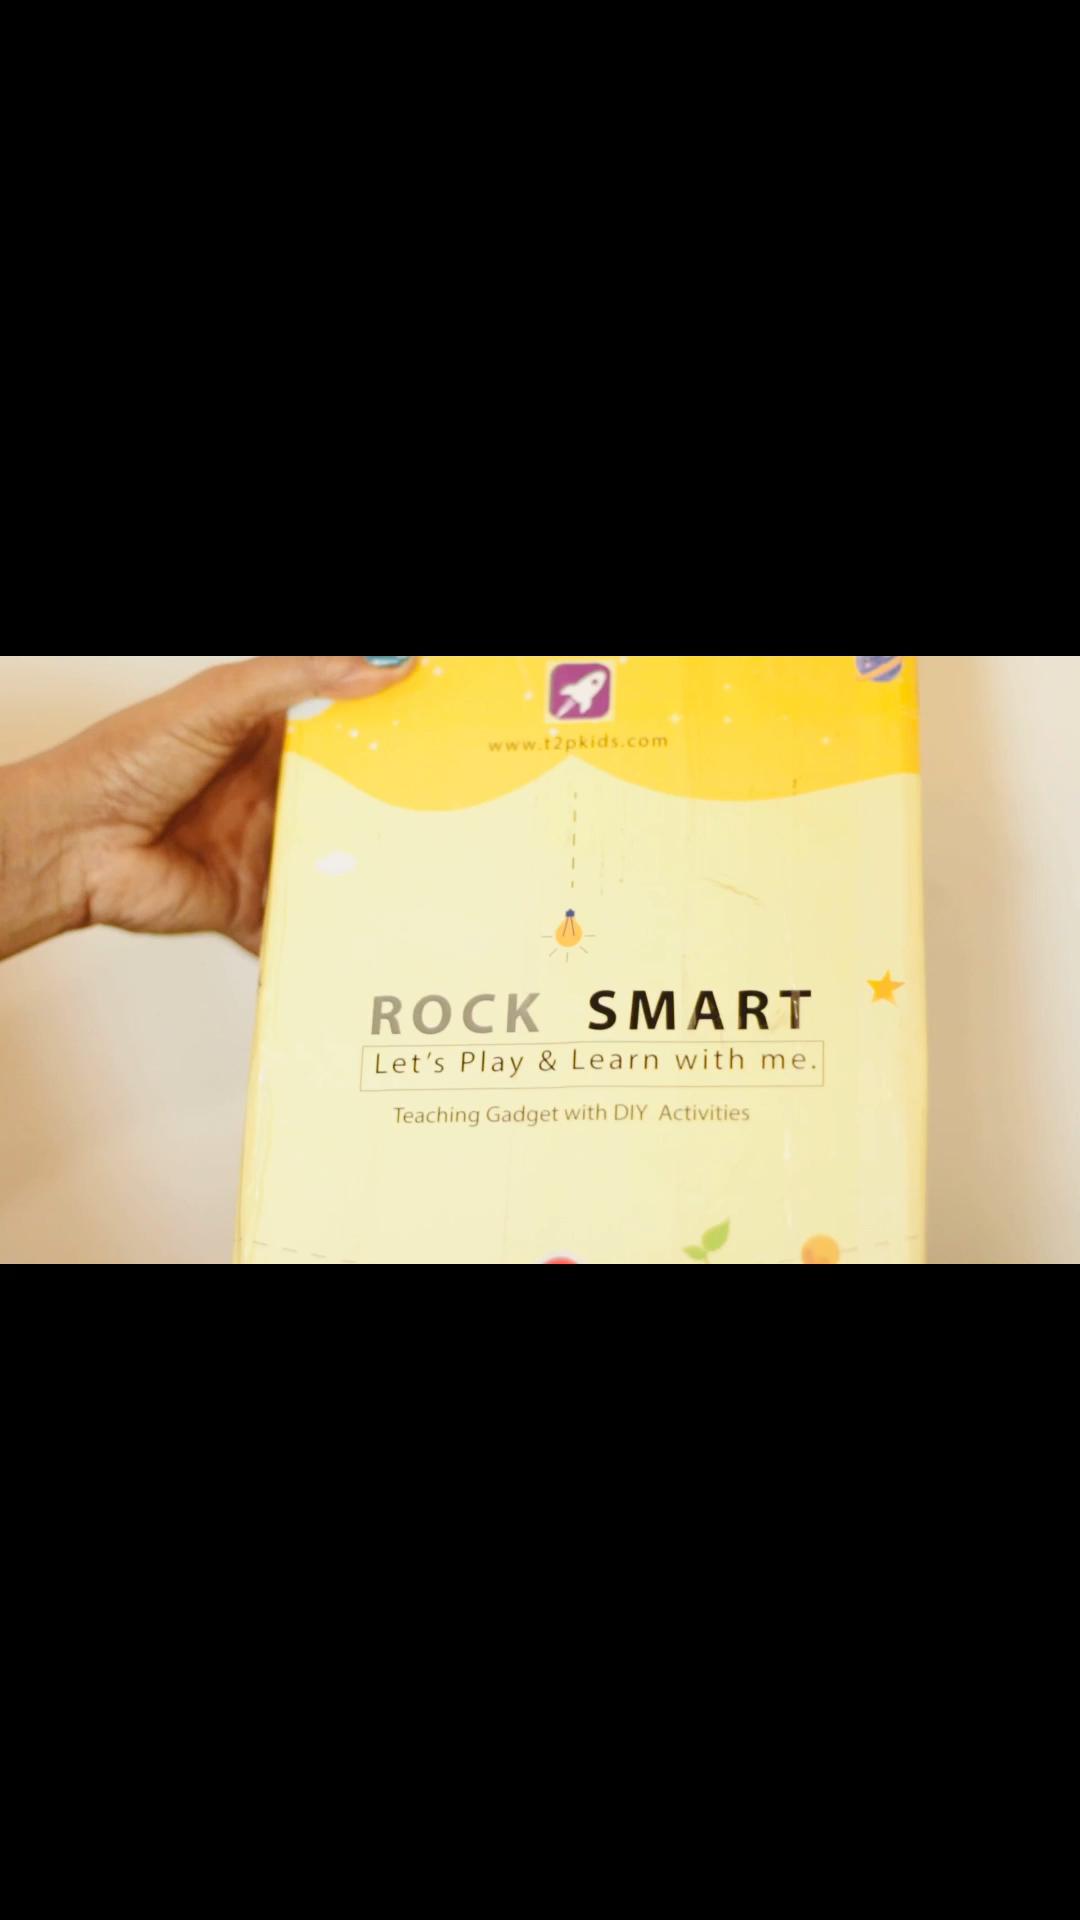 www.t2pkids.com
ROCK SMART
Let's Play & Learn with me.
Teaching Gadget with DIY Activities